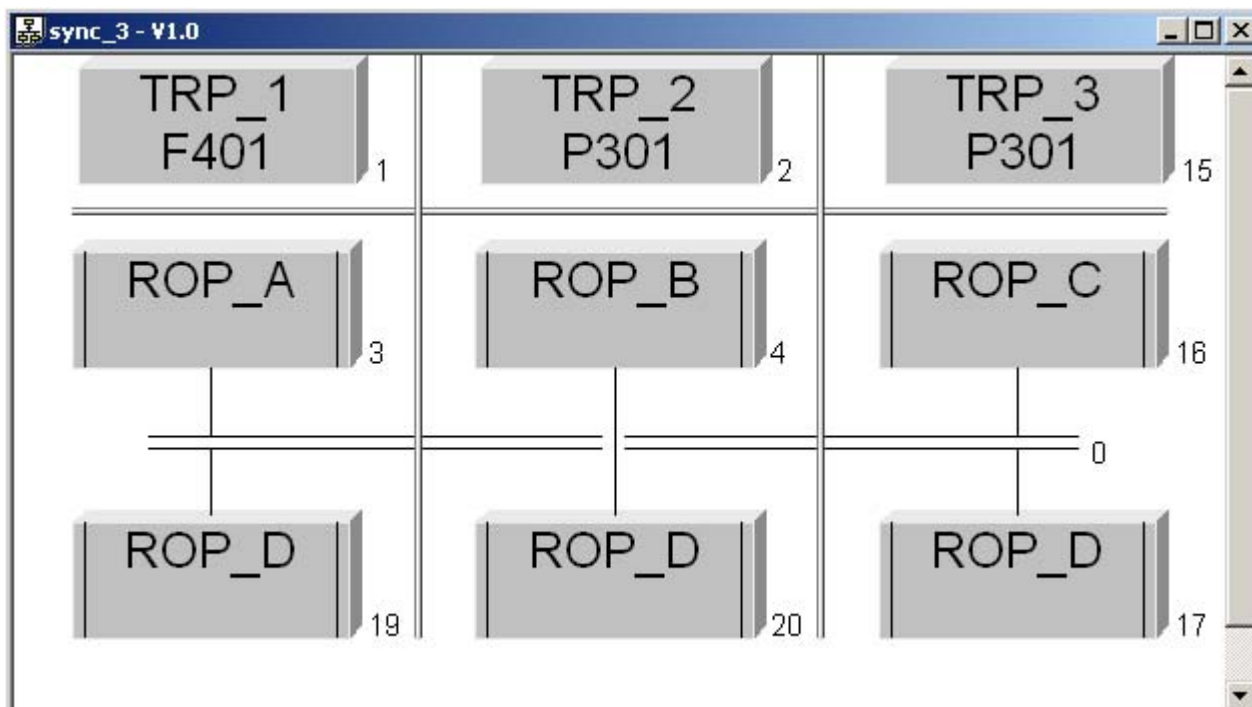 sync_3 - V1.0
TRP_1
F401
1
TRP_2
P301
2
TRP_3
P301
15
ROP_A
3
ROP_B
4
ROP_C
16
0
ROP_D
19
ROP_D
20
ROP_D
17